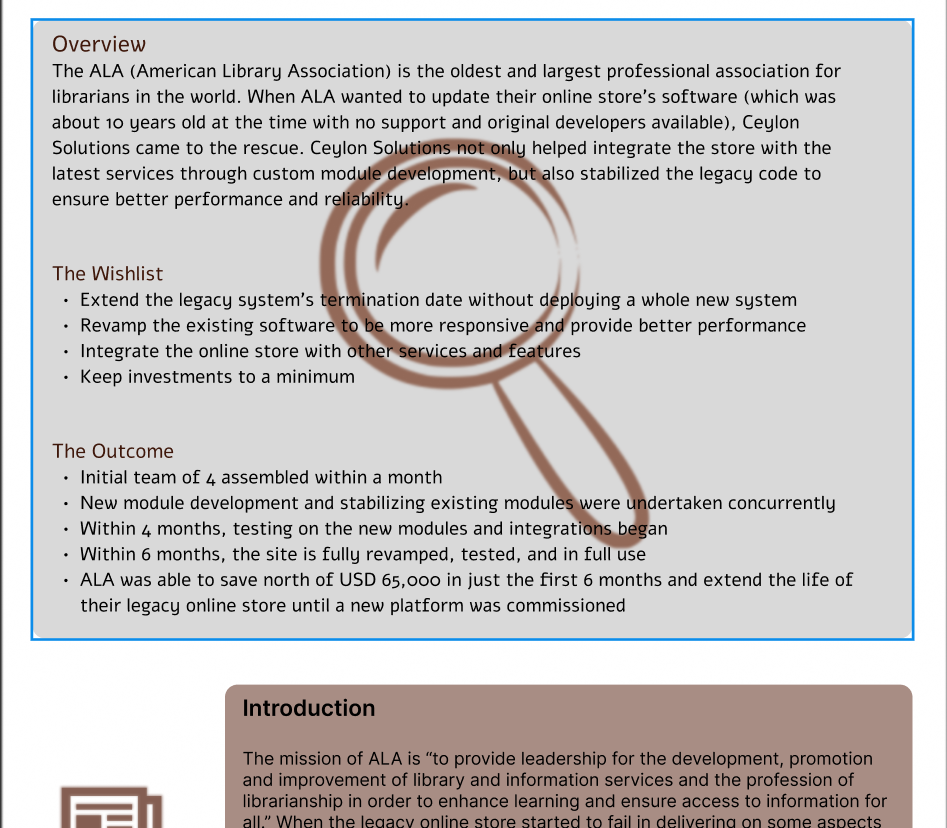 Overview
The ALA (American Library Association) is the oldest and largest professional association for
librarians in the world. When ALA wanted to update their online store's software (which was
about 10 years old at the time with no support and original developers available), Ceylon
Solutions came to the rescue. Ceylon Solutions not only helped integrate the store with the
latest services through custom module development, but also stabilized the legacy code to
ensure better performance and reliability.
The Wishlist
• Extend the legacy system's termination date without deploying a whole new system
• Revamp the existing software to be more responsive and provide better performance
• Integrate the online store with other services and features
• Keep investments to a minimum
The Outcome
• Initial team of 4 assembled within a month
• New module development and stabilizing existing modules were undertaken concurrently
• Within 4 months, testing on the new modules and integrations began
• Within 6 months, the site is fully revamped, tested, and in full use
• ALA was able to save north of USD 65,000 in just the first 6 months and extend the life of
their legacy online store until a new platform was commissioned
Introduction
The mission of ALA is “to provide leadership for the development, promotion
and improvement of library and information services and the profession of
librarianship in order to enhance learning and ensure access to information for
all.” When the legacy online store started to fail in delivering on some aspects